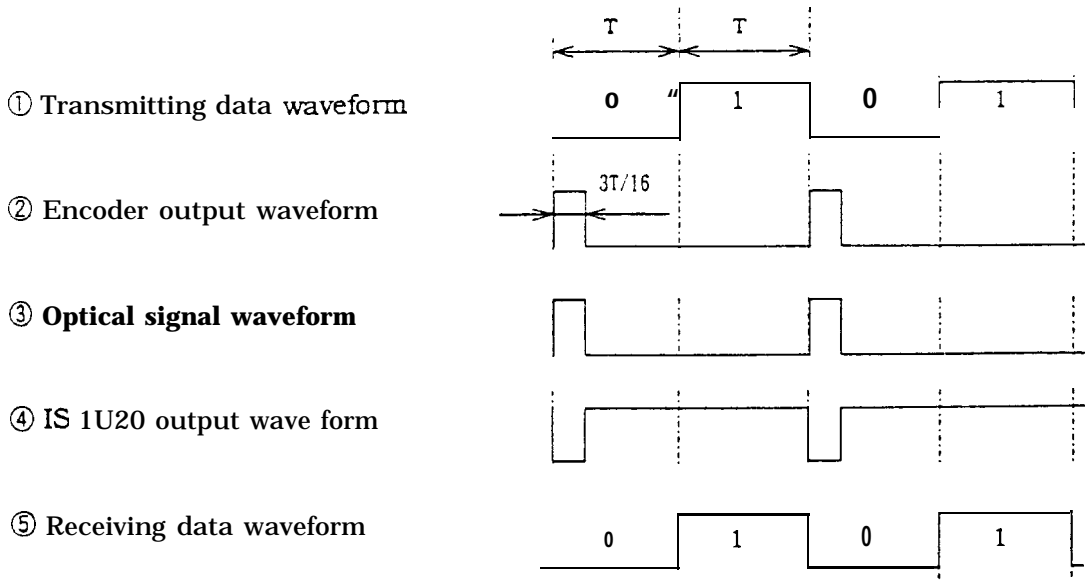 T T
① Transmitting data waveform o " 1 0 1
② Encoder output waveform 3T/16
③ Optical signal waveform
④ IS 1U20 output wave form
⑤ Receiving data waveform 0 1 0 1